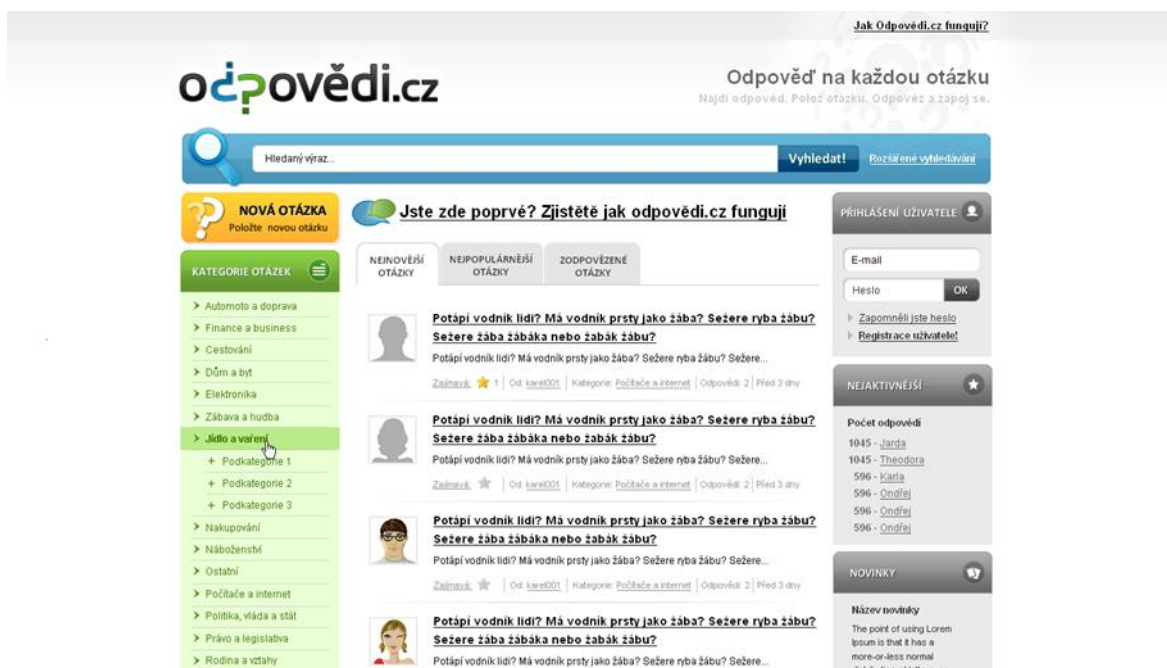 Jak Odpovědi.cz fungují?
odpovědi.cz
Odpověď na každou otázku
Najdi odpověd. Polož otázku. Odpověz a zapoj se.
Hledaný výraz...
Vyhledat!
Rozšířené vyhledávání
NOVÁ OTÁZKA
Položte novou otázku
Jste zde poprvé? Zjistětě jak odpovědi.cz fungují
KATEGORIE OTÁZEK
Automoto a doprava
Finance a business
Cestování
Dům a byt
Elektronika
Zábava a hudba
Jídlo a vaření
+ Podkategorie 1
+ Podkategorie 2
+ Podkategorie 3
Nakupování
Náboženství
Ostatní
Počítače a internet
Politika, vláda a stát
Právo a legislativa
Rodina a vztahy
NEJNOVĚJŠÍ
OTÁZKY
NEJPOPULÁRNĚJŠÍ
OTÁZKY
ZODPOVĚZENÉ
OTÁZKY
Potápí vodník lidi? Má vodník prsty jako žába? Sežere ryba žábu?
Sežere žába žábáka nebo žabák žábu?
Potápí vodník lidi? Má vodník prsty jako žába? Sežere ryba žábu? Sežere...
Zajímavá: 1 | Od: karel001 | Kategorie: Počítače a internet | Odpovědi: 2 | Před 3 dny
Potápí vodník lidi? Má vodník prsty jako žába? Sežere ryba žábu?
Sežere žába žábáka nebo žabák žábu?
Potápí vodník lidi? Má vodník prsty jako žába? Sežere ryba žábu? Sežere...
Zajímavá: | Od: karel001 | Kategorie: Počítače a internet | Odpovědi: 2 | Před 3 dny
Potápí vodník lidi? Má vodník prsty jako žába? Sežere ryba žábu?
Sežere žába žábáka nebo žabák žábu?
Potápí vodník lidi? Má vodník prsty jako žába? Sežere ryba žábu? Sežere...
Zajímavá: | Od: karel001 | Kategorie: Počítače a internet | Odpovědi: 2 | Před 3 dny
Potápí vodník lidi? Má vodník prsty jako žába? Sežere ryba žábu?
Sežere žába žábáka nebo žabák žábu?
Potápí vodník lidi? Má vodník prsty jako žába? Sežere ryba žábu? Sežere...
PŘIHLÁŠENÍ UŽIVATELE
E-mail
Heslo
OK
Zapomněli jste heslo
Registrace uživatele!
NEJAKTIVNĚJŠÍ
Počet odpovědí
1045 - Jarda
1045 - Theodora
596 - Karla
596 - Ondřej
596 - Ondřej
596 - Ondřej
NOVINKY
Název novinky
The point of using Lorem
Ipsum is that it has a
more-or-less normal